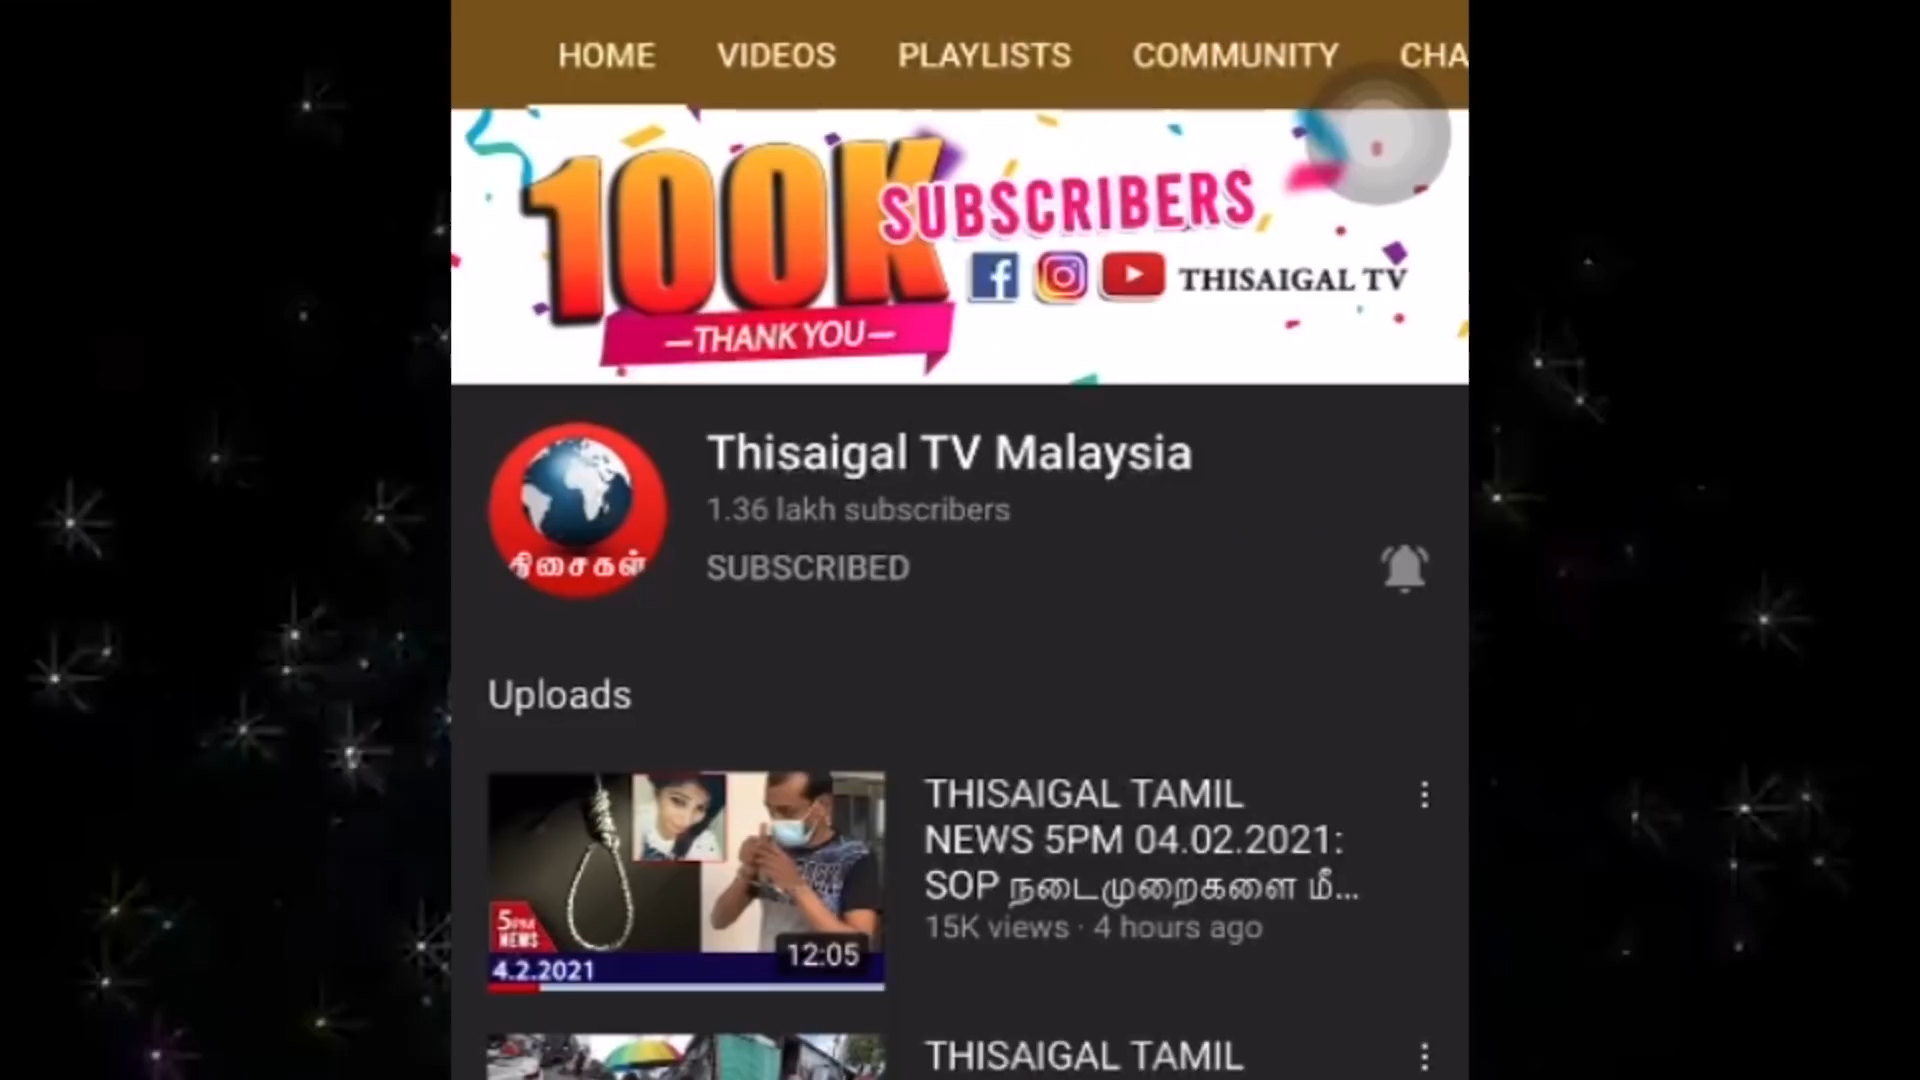 HOME VIDEOS PLAYLISTS COMMUNITY CHA
100K
SUBSCRIBERS
THISAIGAL TV
—THANK YOU—
Thisaigal TV Malaysia
1.36 lakh subscribers
திசைகள்
SUBSCRIBED
Uploads
THISAIGAL TAMIL
NEWS 5PM 04.02.2021:
SOP நடைமுறைகளை மீ...
15K views · 4 hours ago
5PM
NEWS
12:05
4.2.2021
THISAIGAL TAMIL